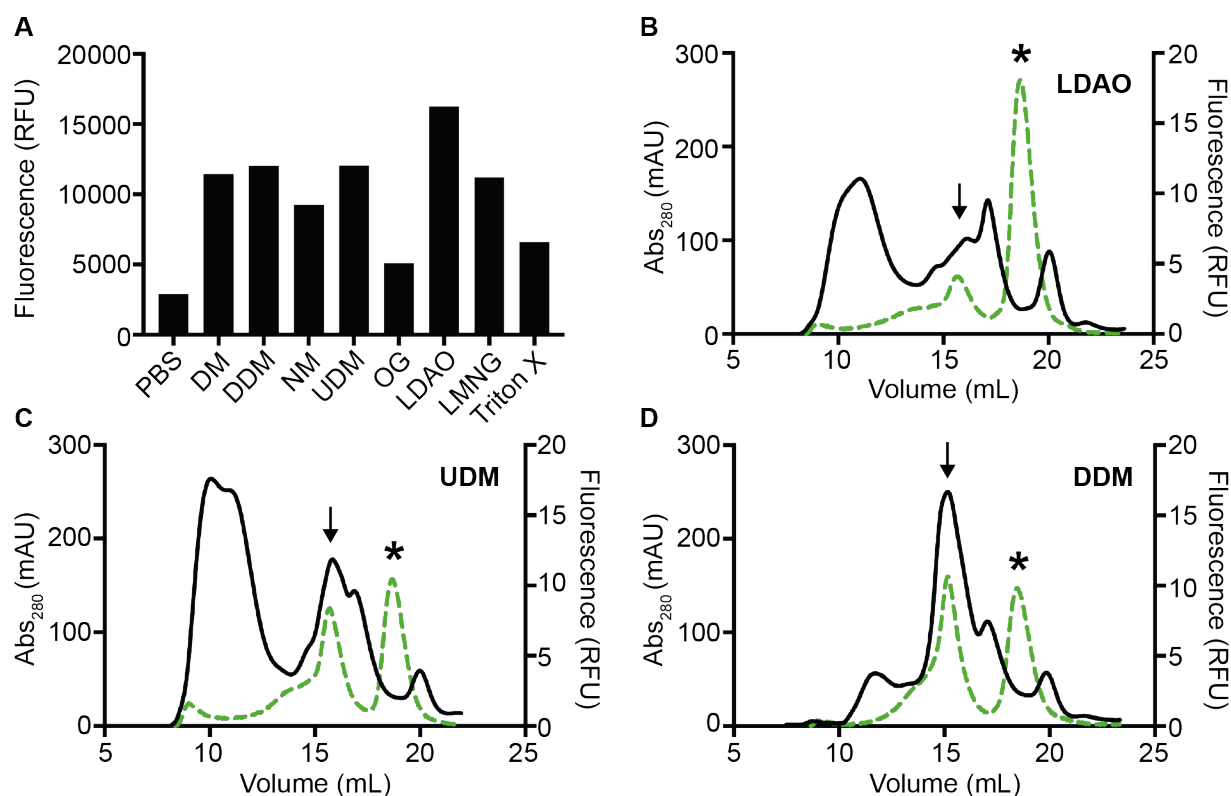 A
20000
15000
10000
5000
0
Fluorescence (RFU)
PBS
DM
DDM
NM
UDM
OG
LDAO
LMNG
Triton X
B
300
200
100
0
Abs280 (mAU)
20
15
10
5
0
Fluorescence (RFU)
*
LDAO
5 10 15 20 25
Volume (mL)
C
300
200
100
0
Abs280 (mAU)
20
15
10
5
0
Fluorescence (RFU)
UDM
*
5 10 15 20 25
Volume (mL)
D
300
200
100
0
Abs280 (mAU)
20
15
10
5
0
Fluorescence (RFU)
DDM
*
5 10 15 20 25
Volume (mL)